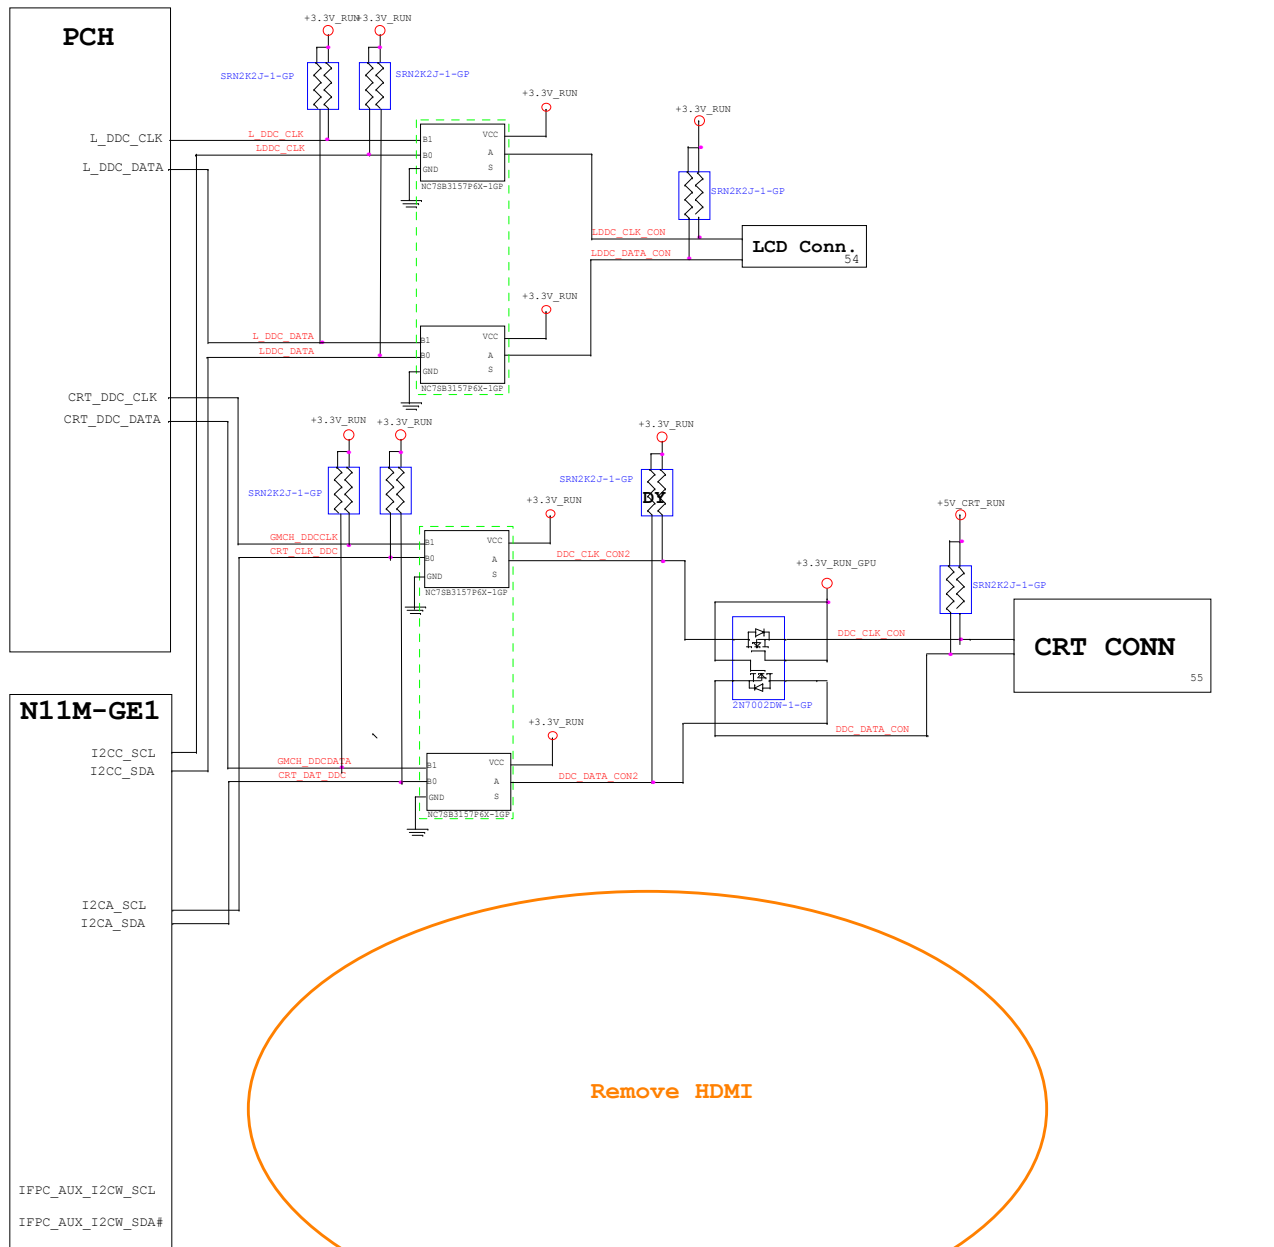 PCH
+3.3V_RUN
+3.3V_RUN
SRN2K2J-1-GP
SRN2K2J-1-GP
+3.3V_RUN
+3.3V_RUN
L_DDC_CLK
L_DDC_CLK
LDDC_CLK
L_DDC_DATA
B1
B0
GND
VCC
A
S
NC7SB3157P6X-1GP
SRN2K2J-1-GP
LDDC_CLK_CON
LDDC_DATA_CON
LCD Conn.
54
+3.3V_RUN
L_DDC_DATA
LDDC_DATA
B1
B0
GND
VCC
A
S
NC7SB3157P6X-1GP
CRT_DDC_CLK
CRT_DDC_DATA
+3.3V_RUN
+3.3V_RUN
+3.3V_RUN
SRN2K2J-1-GP
SRN2K2J-1-GP
DY
+3.3V_RUN
+5V_CRT_RUN
GMCH_DDCCLK
CRT_CLK_DDC
B1
B0
GND
VCC
A
S
NC7SB3157P6X-1GP
DDC_CLK_CON2
+3.3V_RUN_GPU
SRN2K2J-1-GP
DDC_CLK_CON
CRT CONN
55
2N7002DW-1-GP
DDC_DATA_CON
N11M-GE1
+3.3V_RUN
I2CC_SCL
I2CC_SDA
GMCH_DDCDATA
CRT_DAT_DDC
B1
B0
GND
VCC
A
S
NC7SB3157P6X-1GP
DDC_DATA_CON2
I2CA_SCL
I2CA_SDA
Remove HDMI
IFPC_AUX_I2CW_SCL
IFPC_AUX_I2CW_SDA#